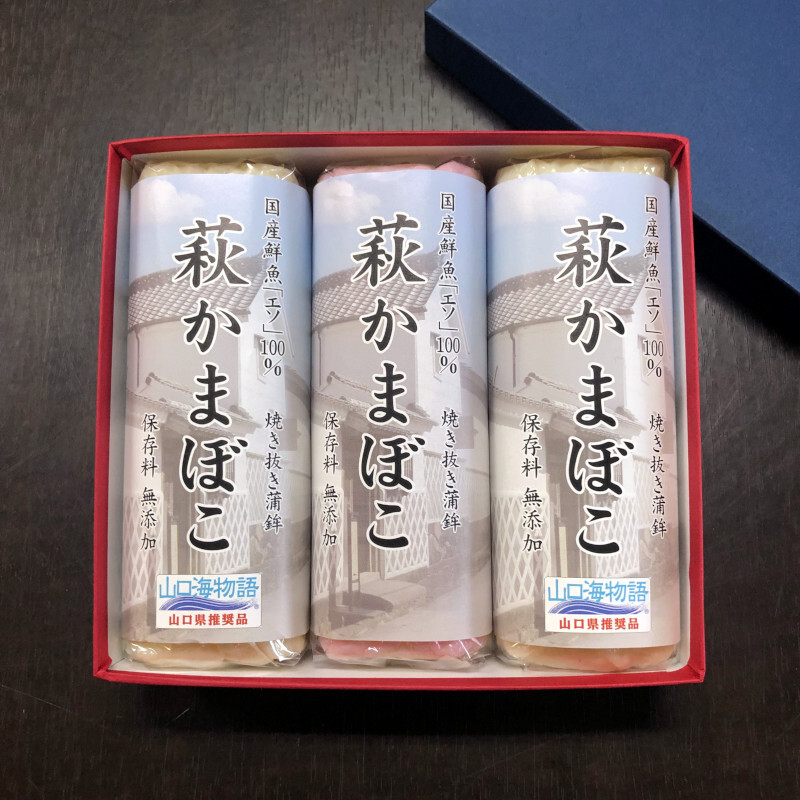 国産鮮魚「エソ」100% 焼き抜き蒲鉾
萩かまぼこ
保存料 無添加
山口海物語
山口県推奨品
国産鮮魚「エソ」100% 焼き抜き蒲鉾
萩かまぼこ
保存料 無添加
国産鮮魚「エソ」100% 焼き抜き蒲鉾
萩かまぼこ
保存料 無添加
山口海物語
山口県推奨品